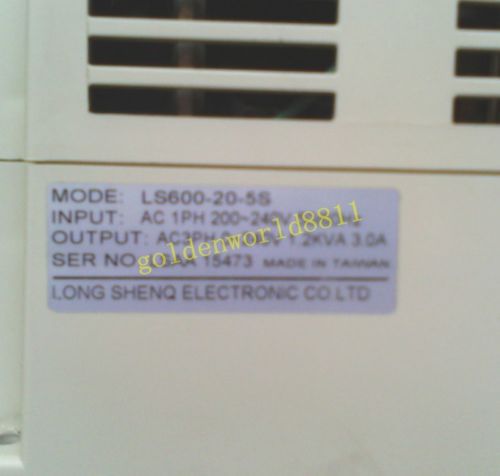 MODE: LS600-20-5S
INPUT: AC 1PH 200~240V
OUTPUT: AC3PH 1.2KVA 3.0A
SER NO: 15473 MADE IN TAIWAN
LONG SHENQ ELECTRONIC CO.LTD
goldenworld8811